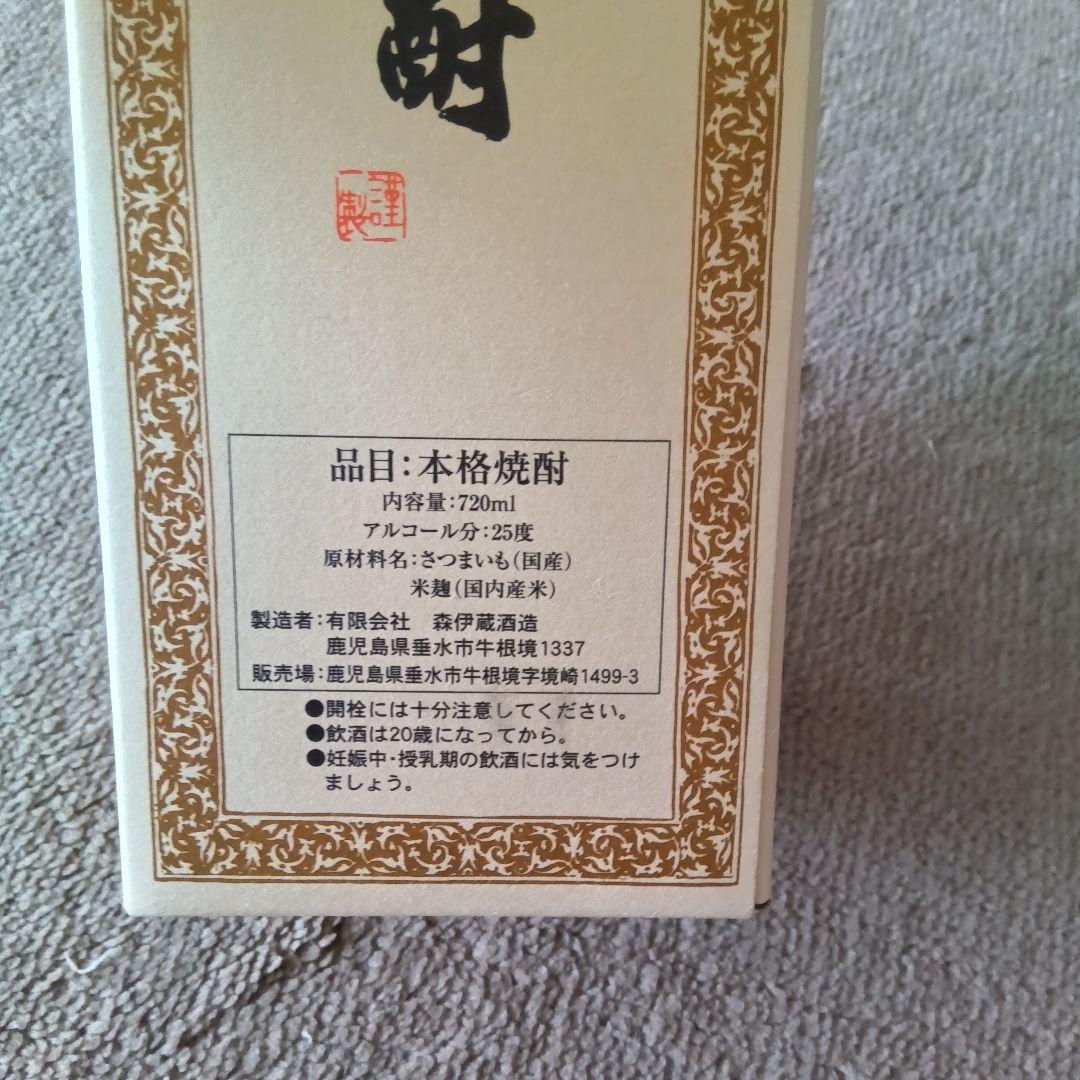 酎
謹製
品目：本格焼酎
内容量：720ml
アルコール分：25度
原材料名：さつまいも（国産）
米麹（国内産米）
製造者：有限会社　森伊蔵酒造
鹿児島県垂水市牛根境1337
販売場：鹿児島県垂水市牛根境字境崎1499-3
●開栓には十分注意してください。
●飲酒は20歳になってから。
●妊娠中・授乳期の飲酒には気をつけ
ましょう。